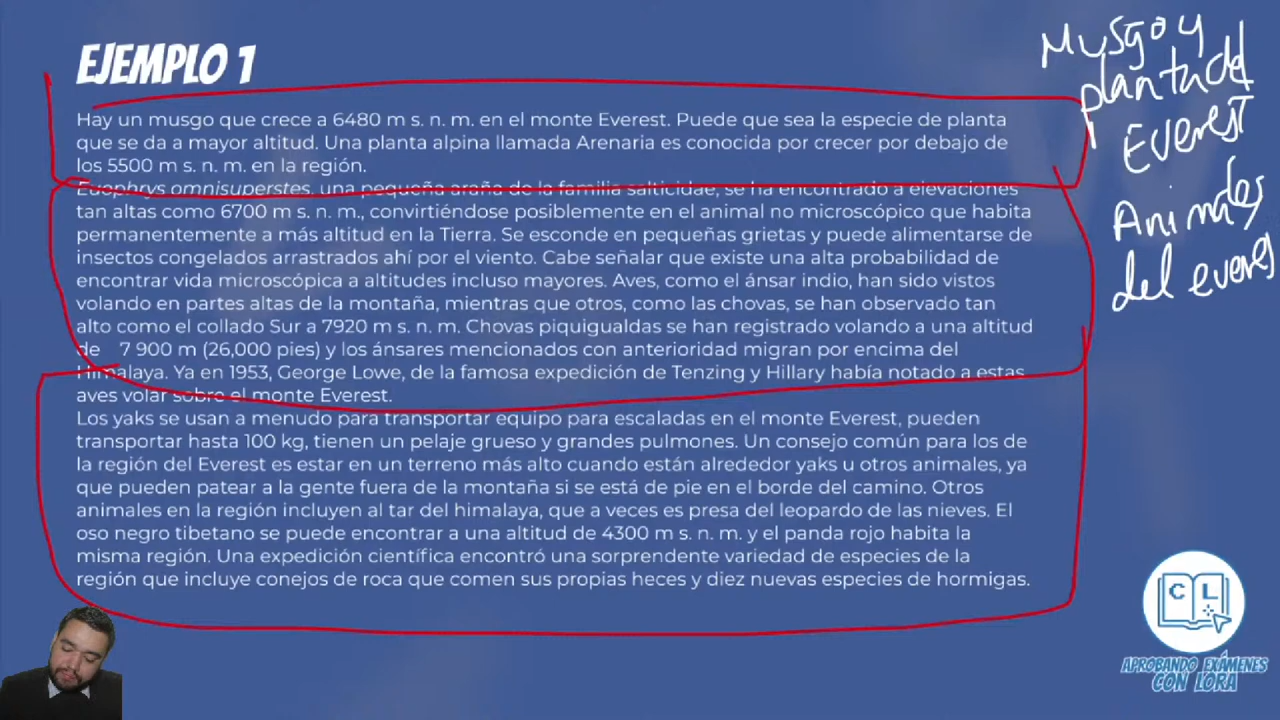 EJEMPLO 1
Hay un musgo que crece a 6480 m s. n. m. en el monte Everest. Puede que sea la especie de planta
que se da a mayor altitud. Una planta alpina llamada Arenaria es conocida por crecer por debajo de
los 5500 m s. n. m. en la región.
Euophrys omnisuperstes, una pequeña araña de la familia salticidae, se ha encontrado a elevaciones
tan altas como 6700 m s. n. m., convirtiéndose posiblemente en el animal no microscópico que habita
permanentemente a más altitud en la Tierra. Se esconde en pequeñas grietas y puede alimentarse de
insectos congelados arrastrados ahí por el viento. Cabe señalar que existe una alta probabilidad de
encontrar vida microscópica a altitudes incluso mayores. Aves, como el ánsar indio, han sido vistos
volando en partes altas de la montaña, mientras que otros, como las chovas, se han observado tan
alto como el collado Sur a 7920 m s. n. m. Chovas piquigualdas se han registrado volando a una altitud
de 7 900 m (26,000 pies) y los ánsares mencionados con anterioridad migran por encima del
Himalaya. Ya en 1953, George Lowe, de la famosa expedición de Tenzing y Hillary había notado a estas
aves volar sobre el monte Everest.
Los yaks se usan a menudo para transportar equipo para escaladas en el monte Everest, pueden
transportar hasta 100 kg, tienen un pelaje grueso y grandes pulmones. Un consejo común para los de
la región del Everest es estar en un terreno más alto cuando están alrededor yaks u otros animales, ya
que pueden patear a la gente fuera de la montaña si se está de pie en el borde del camino. Otros
animales en la región incluyen al tar del himalaya, que a veces es presa del leopardo de las nieves. El
oso negro tibetano se puede encontrar a una altitud de 4300 m s. n. m. y el panda rojo habita la
misma región. Una expedición científica encontró una sorprendente variedad de especies de la
región que incluye conejos de roca que comen sus propias heces y diez nuevas especies de hormigas.
Musgo y
planta del
Everest
Animales
del everes
C L
APROBANDO EXÁMENES
CON LORA